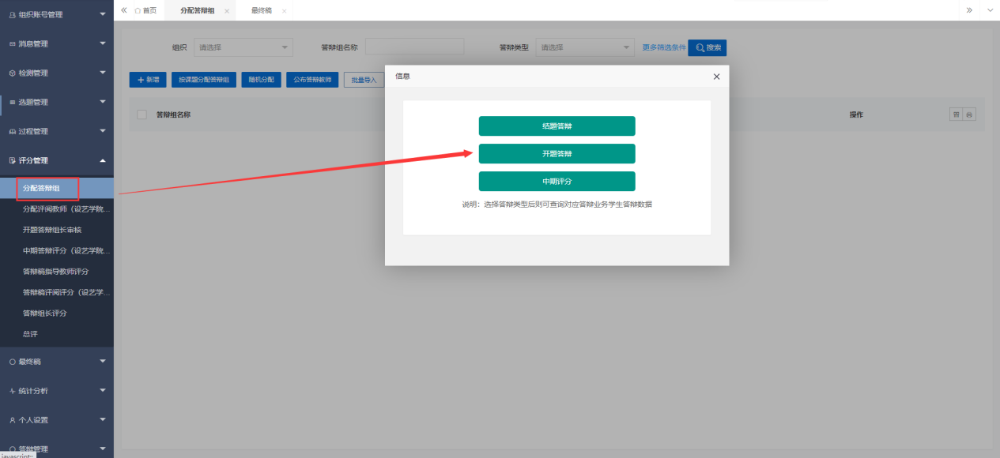 组织账号管理
消息管理
检测管理
选题管理
过程管理
评分管理
分配答辩组
分配评阅教师（设艺学院...
开题答辩组长审核
中期答辩评分（设艺学院...
答辩稿指导教师评分
答辩稿评阅评分（设艺学...
答辩组长评分
总评
最终稿
统计分析
个人设置
答辩管理
javascript:;
首页 分配答辩组 最终稿
组织 请选择 答辩组名称 答辩类型 请选择 更多筛选条件 搜索
新增 按课题分配答辩组 随机分配 公布答辩教师 批量导入
答辩组名称 操作
信息
结题答辩
开题答辩
中期评分
说明：选择答辩类型后则可查询对应答辩业务学生答辩数据